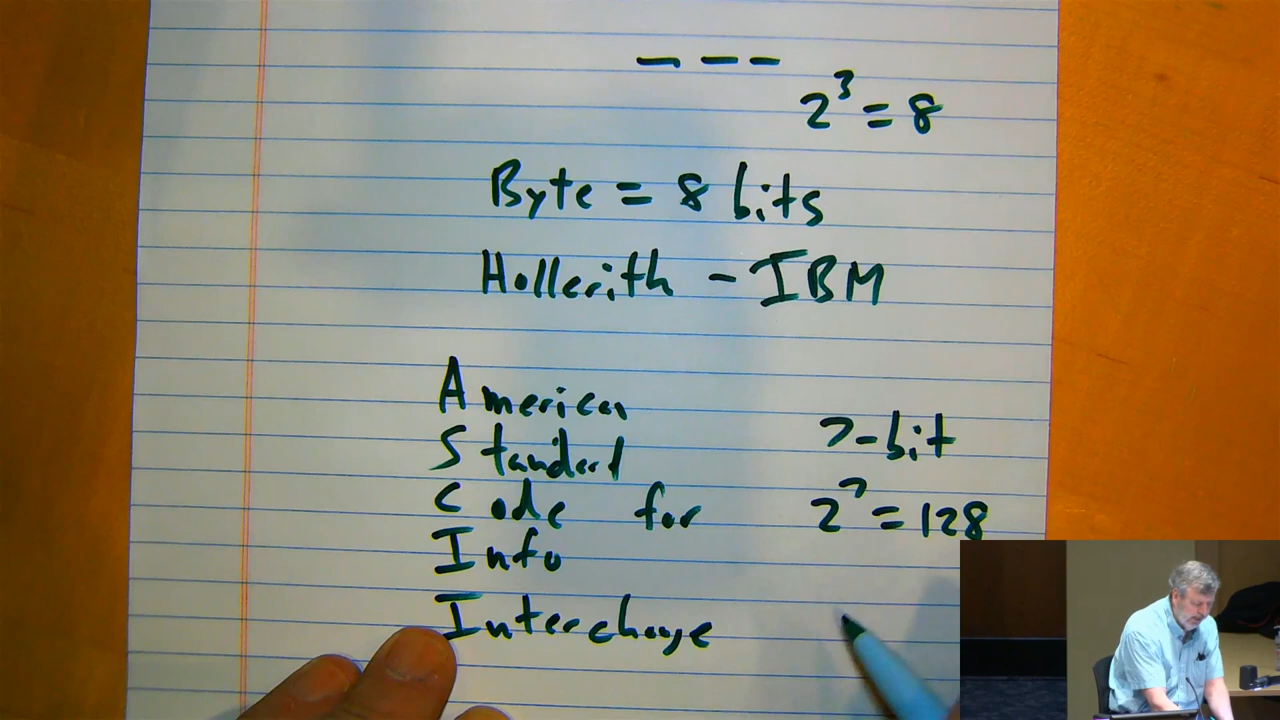 — — —
2³ = 8
Byte = 8 bits
Hollerith - IBM
American
Standard 7-bit
Code for 2⁷ = 128
Info
Interchange